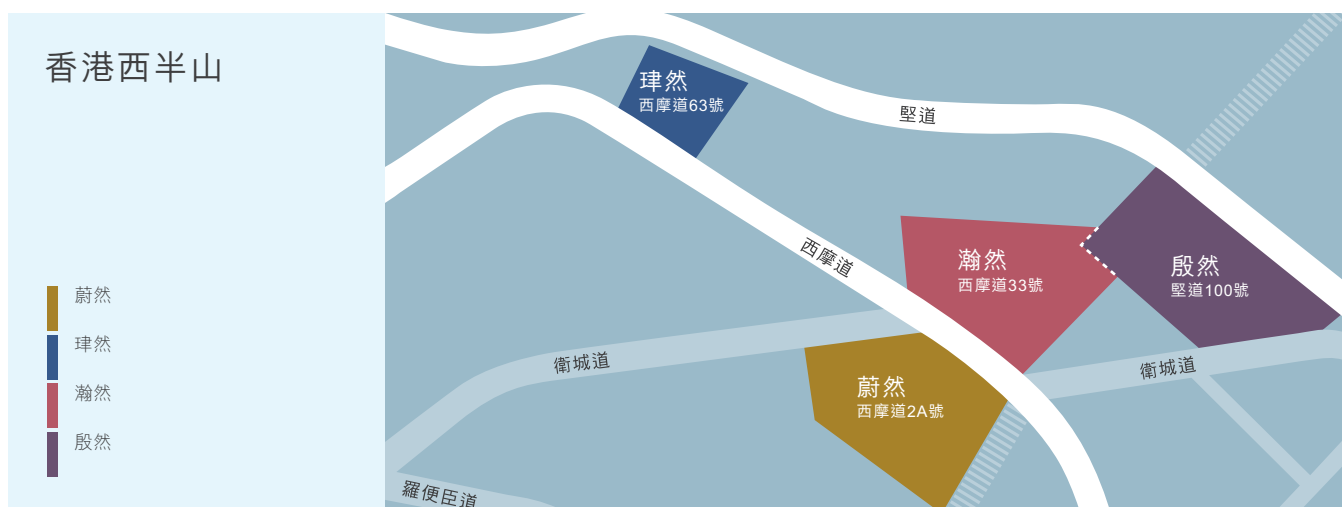 香港西半山
蔚然
珒然
瀚然
殷然
珒然
西摩道63號
堅道
西摩道
瀚然
西摩道33號
殷然
堅道100號
衛城道
衛城道
蔚然
西摩道2A號
羅便臣道